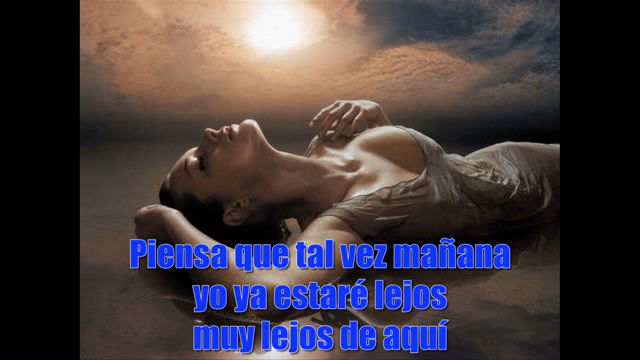 Piensa que tal vez mañana
yo ya estaré lejos
muy lejos de aquí